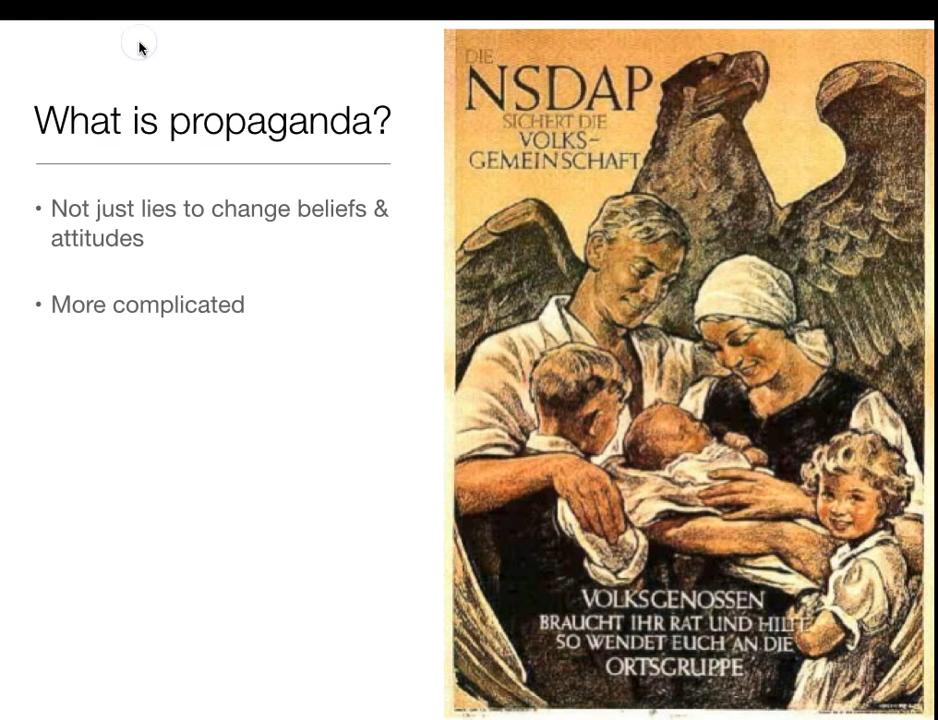 What is propaganda?
• Not just lies to change beliefs &
attitudes
• More complicated
DIE
NSDAP
SICHERT DIE
VOLKS-
GEMEINSCHAFT
VOLKSGENOSSEN
BRAUCHT IHR RAT UND HILFE
SO WENDET EUCH AN DIE
ORTSGRUPPE